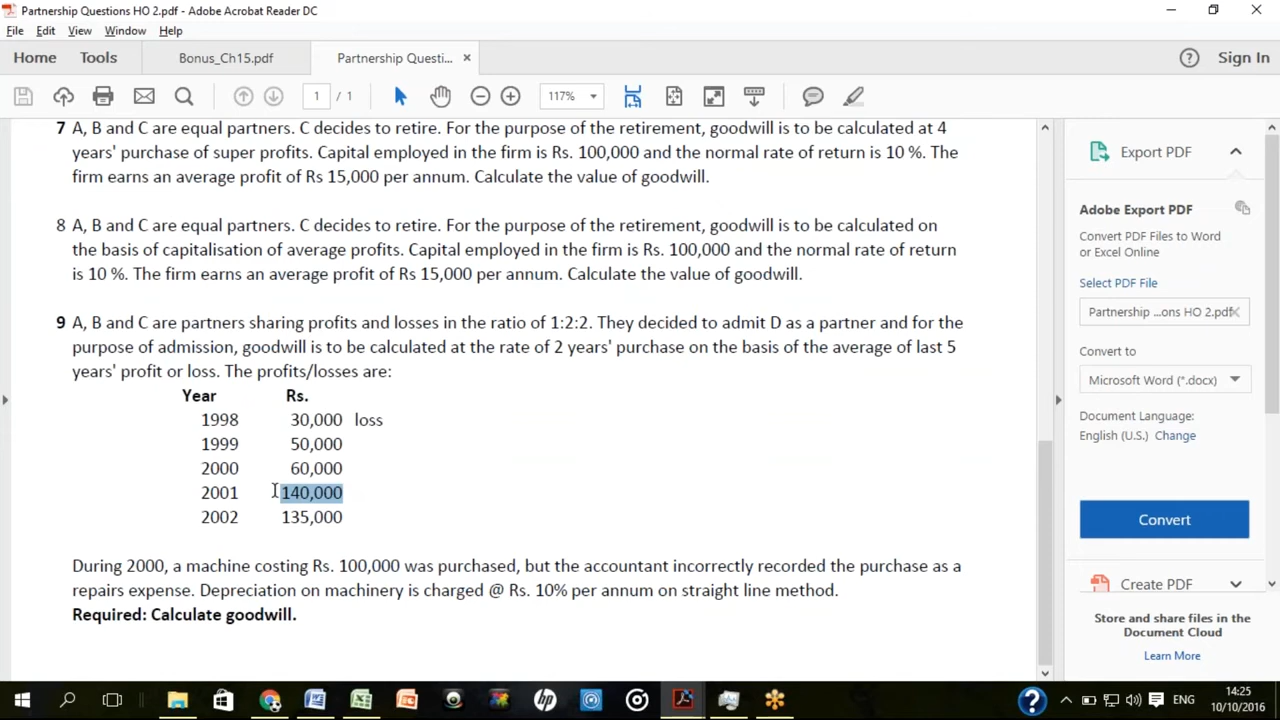 Partnership Questions HO 2.pdf - Adobe Acrobat Reader DC
File Edit View Window Help
Home Tools Bonus_Ch15.pdf Partnership Questi... × ? Sign In
1 / 1 117%
7 A, B and C are equal partners. C decides to retire. For the purpose of the retirement, goodwill is to be calculated at 4
years' purchase of super profits. Capital employed in the firm is Rs. 100,000 and the normal rate of return is 10 %. The
firm earns an average profit of Rs 15,000 per annum. Calculate the value of goodwill.
8 A, B and C are equal partners. C decides to retire. For the purpose of the retirement, goodwill is to be calculated on
the basis of capitalisation of average profits. Capital employed in the firm is Rs. 100,000 and the normal rate of return
is 10 %. The firm earns an average profit of Rs 15,000 per annum. Calculate the value of goodwill.
9 A, B and C are partners sharing profits and losses in the ratio of 1:2:2. They decided to admit D as a partner and for the
purpose of admission, goodwill is to be calculated at the rate of 2 years' purchase on the basis of the average of last 5
years' profit or loss. The profits/losses are:
Year Rs.
1998 30,000 loss
1999 50,000
2000 60,000
2001 140,000
2002 135,000
During 2000, a machine costing Rs. 100,000 was purchased, but the accountant incorrectly recorded the purchase as a
repairs expense. Depreciation on machinery is charged @ Rs. 10% per annum on straight line method.
Required: Calculate goodwill.
Export PDF
Adobe Export PDF
Convert PDF Files to Word
or Excel Online
Select PDF File
Partnership ...ons HO 2.pdf
Convert to
Microsoft Word (*.docx)
Document Language:
English (U.S.) Change
Convert
Create PDF
Store and share files in the
Document Cloud
Learn More
ENG
14:25
10/10/2016